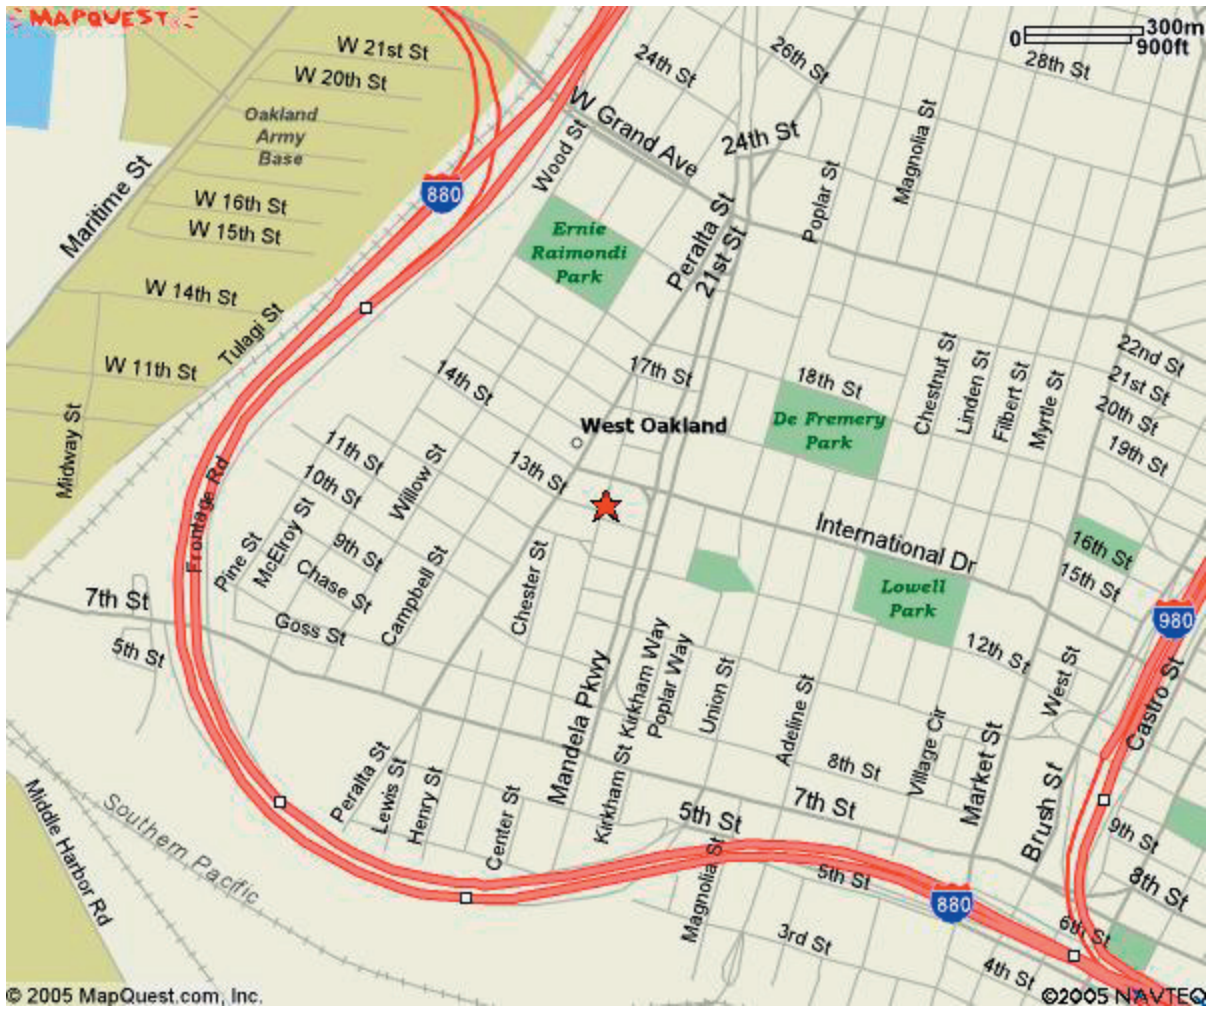 MAPQUEST
300m
0
900ft
W 21st St
24th St
26th St
28th St
W 20th St
Oakland
Army
Base
W Grand Ave
24th St
Magnolia St
Wood St
880
Maritime St
Poplar St
W 16th St
W 15th St
Peralta St
21st St
Ernie
Raimondi
Park
W 14th St
Tulagi St
W 11th St
14th St
17th St
18th St
Chestnut St
Linden St
Filbert St
Myrtle St
22nd St
21st St
20th St
19th St
De Fremery
Park
West Oakland
Midway St
11th St
Willow St
13th St
10th St
Frontage Rd
International Dr
16th St
15th St
Pine St
McElroy St
9th St
Chase St
Campbell St
Chester St
Lowell
Park
7th St
Goss St
980
5th St
12th St
West St
Castro St
Mandela Pkwy
Kirkham Way
Poplar Way
Union St
Adeline St
Village Cir
Market St
8th St
Peralta St
Lewis St
Henry St
Center St
Kirkham St
7th St
5th St
Brush St
9th St
8th St
Middle Harbor Rd
Southern Pacific
Magnolia St
5th St
880
6th St
3rd St
4th St
© 2005 MapQuest.com, Inc.
©2005 NAVTEQ